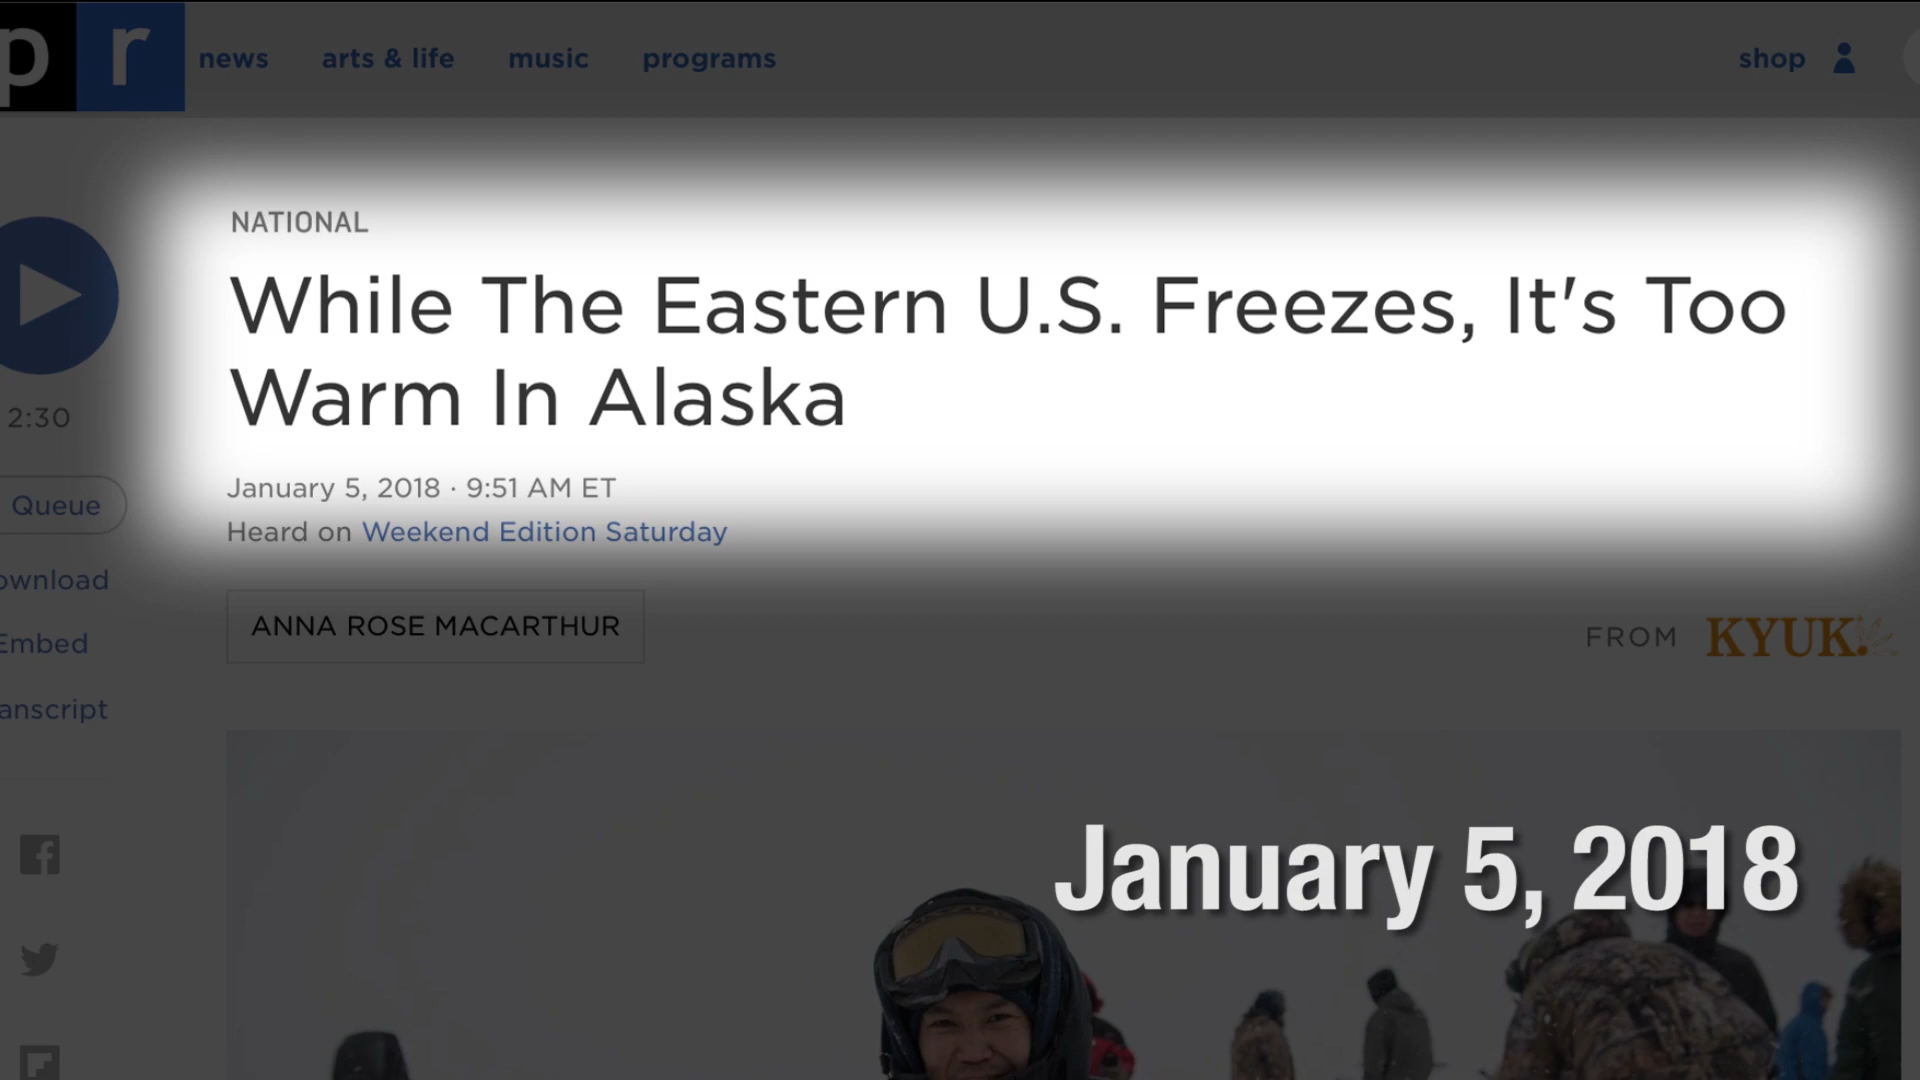 pr
news arts & life music programs shop
NATIONAL
While The Eastern U.S. Freezes, It's Too
Warm In Alaska
2:30
January 5, 2018 · 9:51 AM ET
Queue
Heard on Weekend Edition Saturday
ownload
ANNA ROSE MACARTHUR
FROM KYUK!
Embed
anscript
January 5, 2018